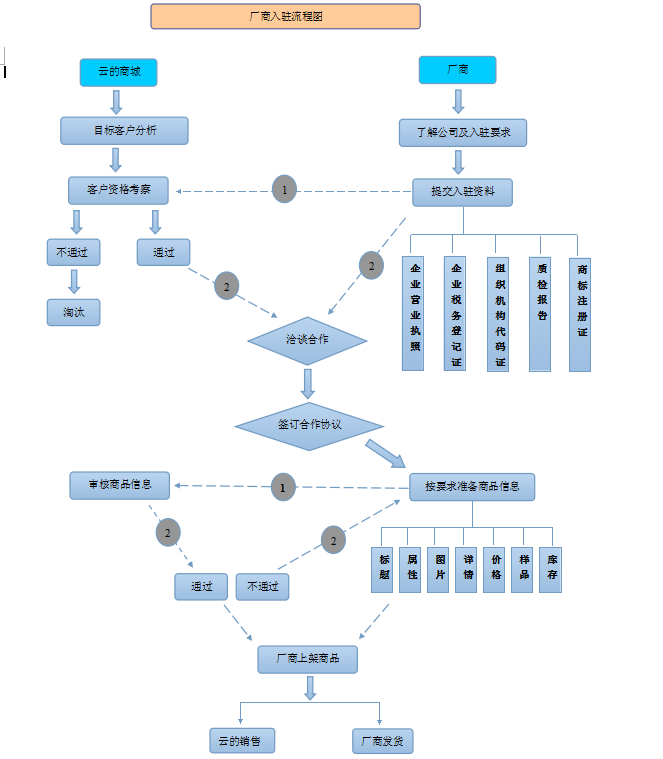 厂商入驻流程图
云的商城
厂商
目标客户分析
了解公司及入驻要求
客户资格考察
1
提交入驻资料
不通过
通过
2
2
淘汰
企业营业执照
企业税务登记证
组织机构代码证
质检报告
商标注册证
洽谈合作
签订合作协议
审核商品信息
1
按要求准备商品信息
2
2
标题
属性
图片
详情
价格
样品
库存
通过
不通过
厂商上架商品
云的销售
厂商发货